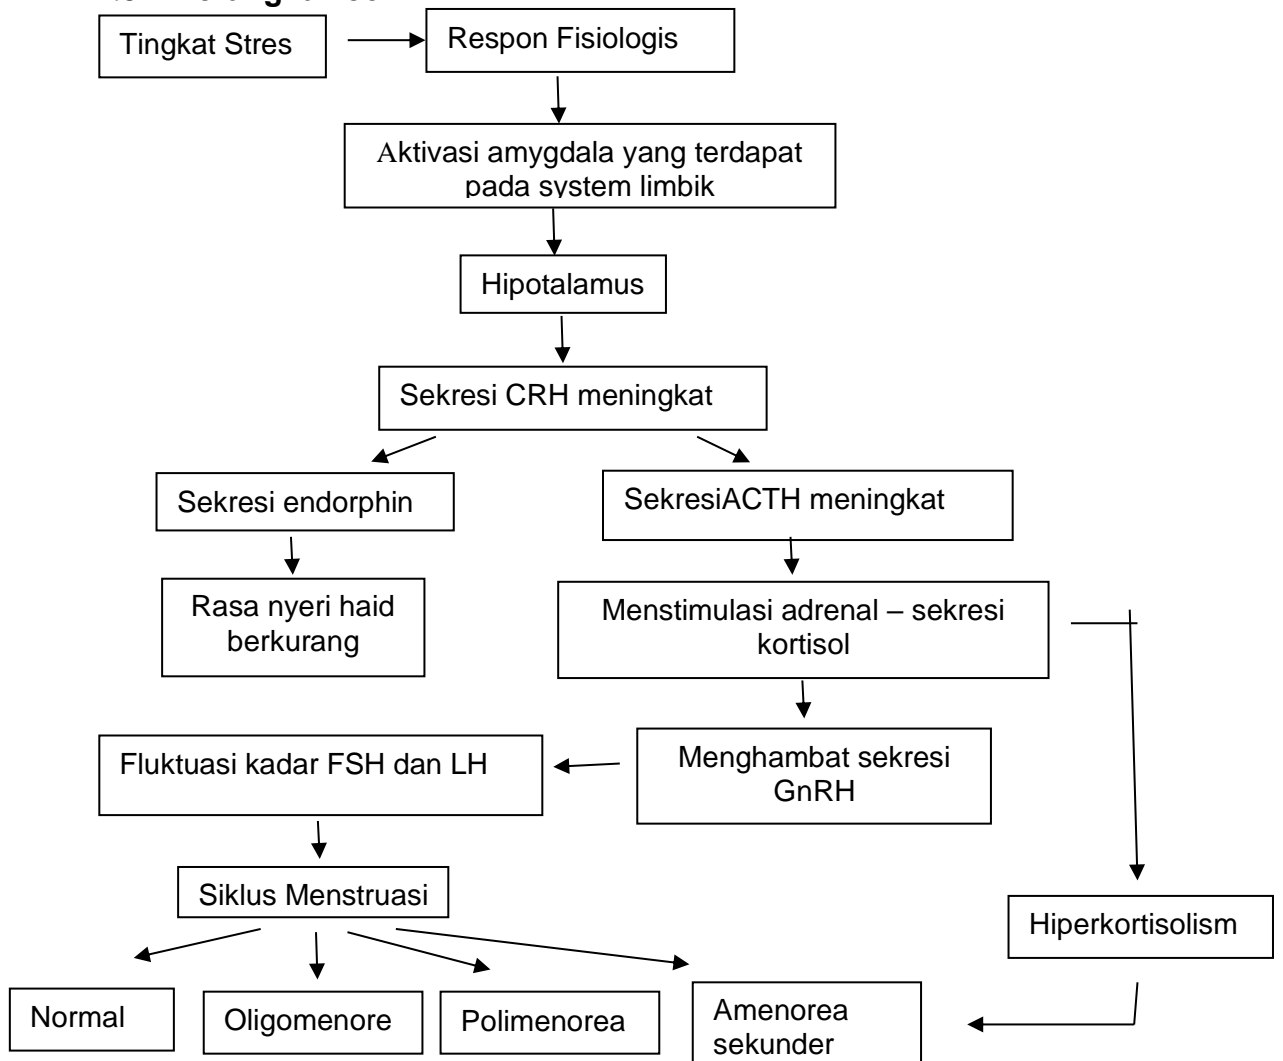 Tingkat Stres
Respon Fisiologis
Aktivasi amygdala yang terdapat
pada system limbik
Hipotalamus
Sekresi CRH meningkat
Sekresi endorphin
SekresiACTH meningkat
Rasa nyeri haid
berkurang
Menstimulasi adrenal – sekresi
kortisol
Fluktuasi kadar FSH dan LH
Menghambat sekresi
GnRH
Siklus Menstruasi
Hiperkortisolism
Normal
Oligomenore
Polimenorea
Amenorea
sekunder